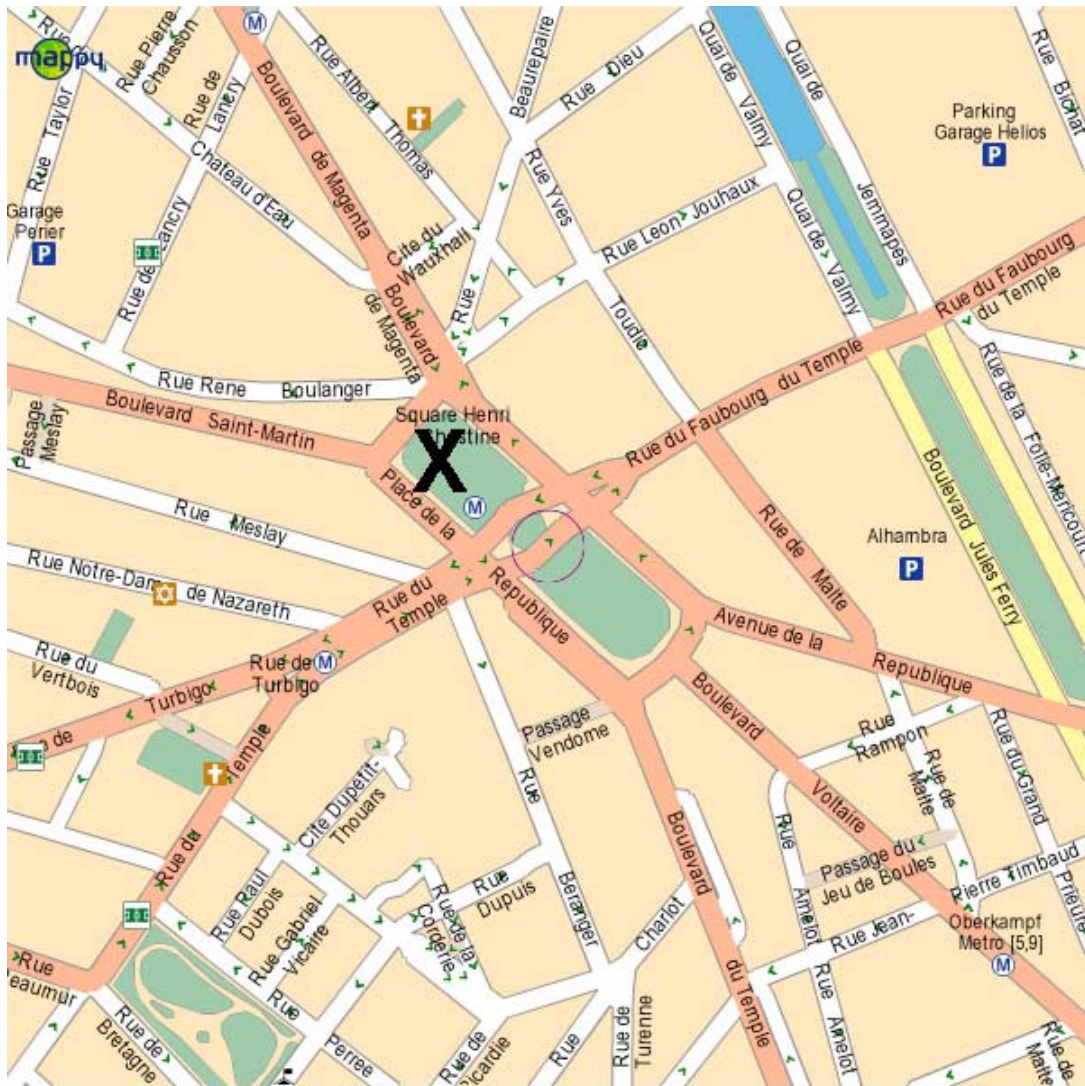 mappy
Rue Pierre
Chausson
Rue de
Lancry
Rue Taylor
Garage
Perier
P
Chateau d'Eau
Rue de Lancry
M
Boulevard de Magenta
Rue Albert Thomas
Cite du
Wauxhall
Rue
Beaurepaire
Rue Dieu
Rue Yves
Toudic
Rue Leon Jouhaux
Quai de Valmy
Quai de Valmy
Quai de
Jemmapes
Rue Bichat
Parking
Garage Helios
P
Rue du Faubourg
du Temple
Boulevard
de Magenta
Rue Rene Boulanger
Boulevard Saint-Martin
Passage
Meslay
Square Henri
X
M
Place de la
Republique
Rue du Faubourg du Temple
Rue Meslay
Rue Notre-Dam de Nazareth
Rue du
Temple
Rue du
Vertbois
Rue de
Turbigo
M
Turbigo
Rue de
Malte
Alhambra
P
Boulevard Jules Ferry
Rue de la Folie-Mericourt
Avenue de la
Republique
Boulevard
Voltaire
Passage
Vendome
Rue
Beranger
Rue du
Temple
Cite Dupetit-
Thouars
Rue Raul
Dubois
Rue Gabriel
Vicaire
Rue de la
Corderie
Rue
Dupuis
Boulevard
du Temple
Rue
Charlot
Rue
Rampon
Rue de
Malte
Rue du Grand
Prieure
Rue
Amelot
Passage du
Jeu de Boules
Rue Jean-
Pierre Timbaud
Oberkampf
Metro [5,9]
M
Rue
eaumur
Rue de
Bretagne
Rue
Perree
Rue de
Picardie
Rue de
Turenne
Rue Amelot
Rue de
Malte